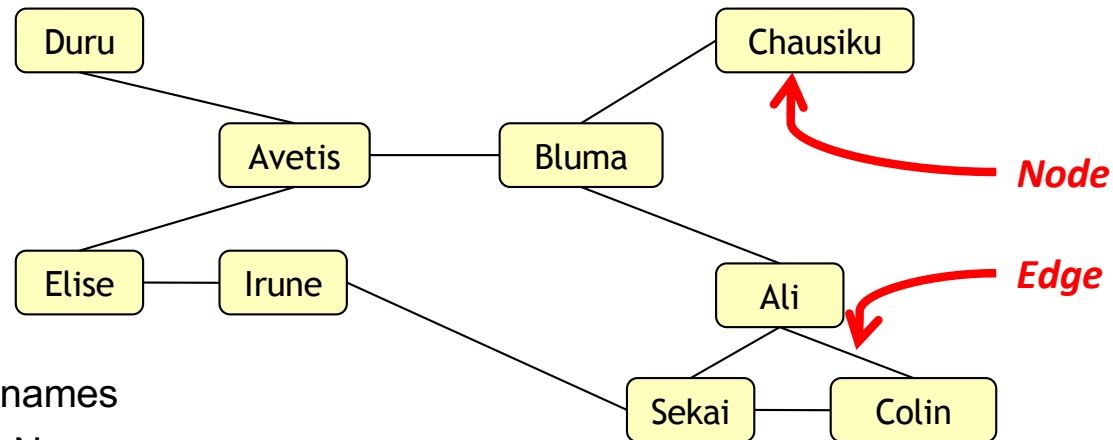 Duru
Chausiku
Avetis
Bluma
Node
Elise
Irune
Ali
Edge
names
Sekai
Colin